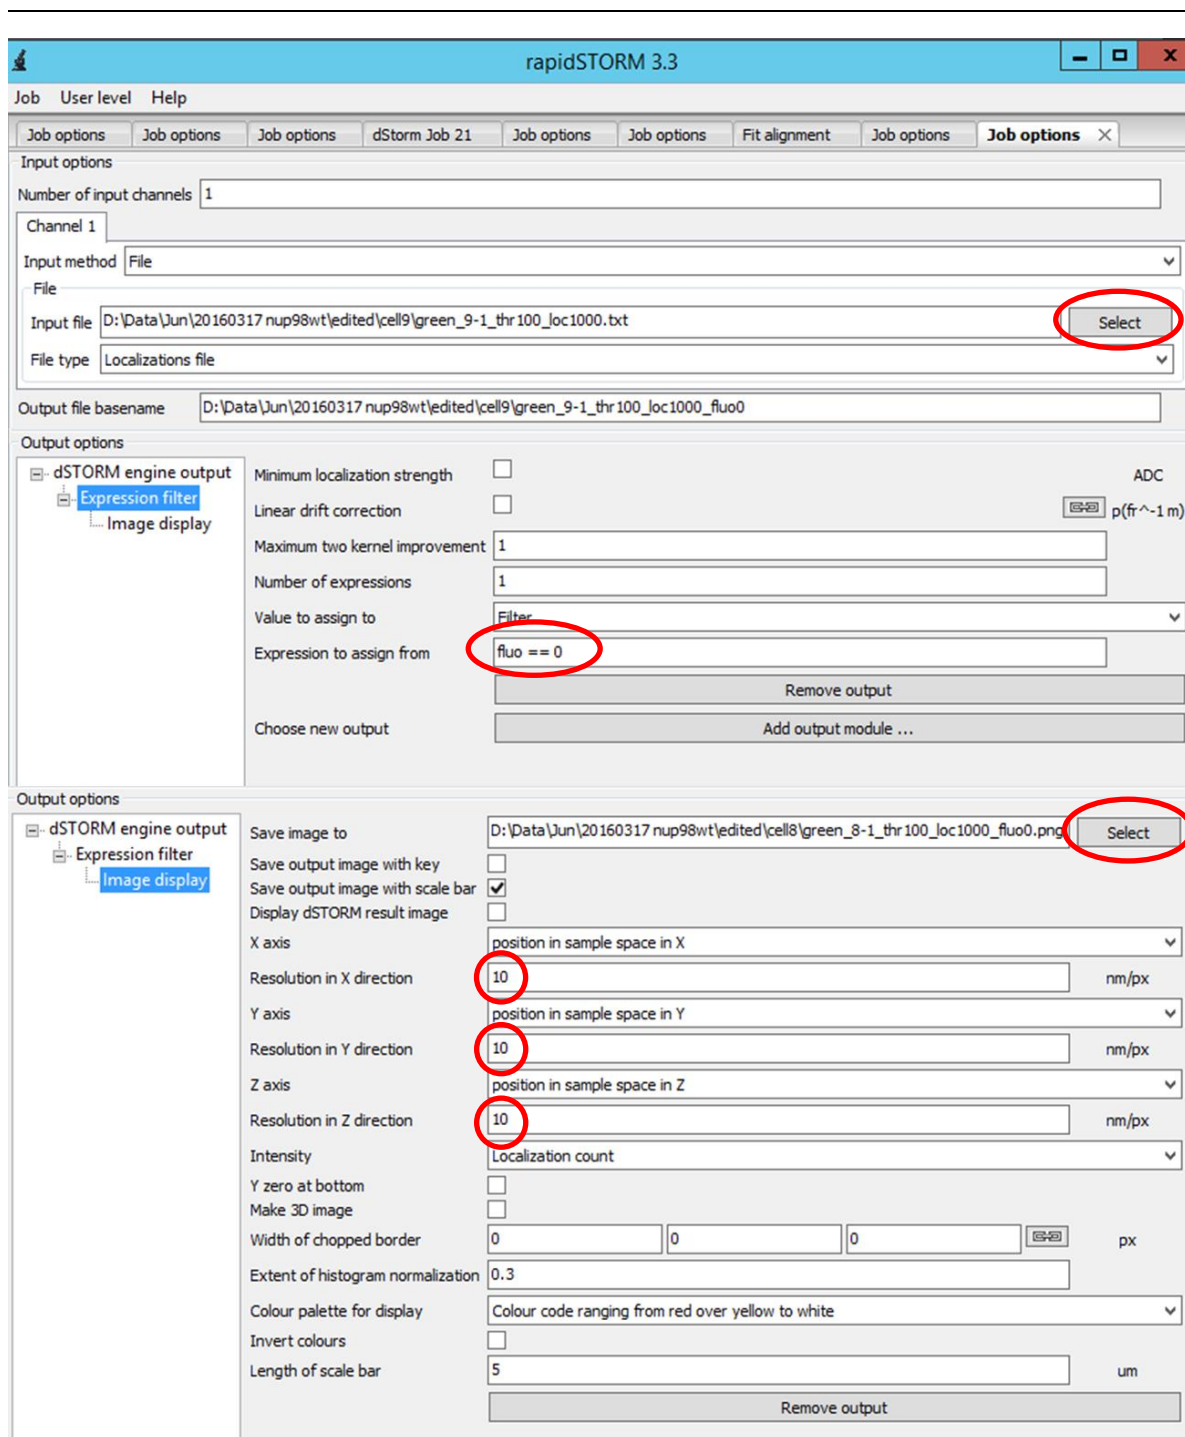 rapidSTORM 3.3
Job User level Help
Job options Job options Job options dStorm Job 21 Job options Job options Fit alignment Job options Job options
Input options
Number of input channels 1
Channel 1
Input method File
File
Input file D:\Data\Jun\20160317 nup98wt\edited\cell9\green_9-1_thr100_loc1000.txt Select
File type Localizations file
Output file basename D:\Data\Jun\20160317 nup98wt\edited\cell9\green_9-1_thr100_loc1000_fluo0
Output options
dSTORM engine output Minimum localization strength ADC
Expression filter
Image display Linear drift correction p(fr^-1 m)
Maximum two kernel improvement 1
Number of expressions 1
Value to assign to Filter
Expression to assign from fluo == 0
Remove output
Choose new output Add output module ...
Output options
dSTORM engine output Save image to D:\Data\Jun\20160317 nup98wt\edited\cell8\green_8-1_thr100_loc1000_fluo0.png Select
Expression filter Save output image with key
Image display Save output image with scale bar
Display dSTORM result image
X axis position in sample space in X
Resolution in X direction 10 nm/px
Y axis position in sample space in Y
Resolution in Y direction 10 nm/px
Z axis position in sample space in Z
Resolution in Z direction 10 nm/px
Intensity Localization count
Y zero at bottom
Make 3D image
Width of chopped border 0 0 0 px
Extent of histogram normalization 0.3
Colour palette for display Colour code ranging from red over yellow to white
Invert colours
Length of scale bar 5 um
Remove output